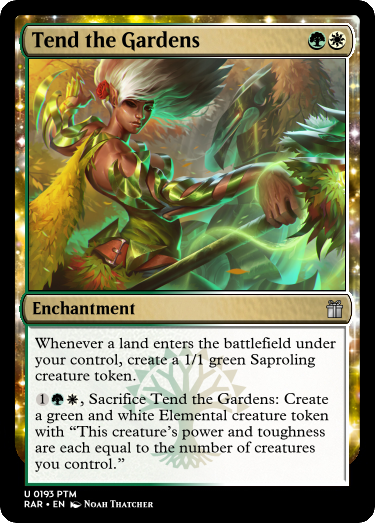 Tend the Gardens
Enchantment
Whenever a land enters the battlefield under
your control, create a 1/1 green Saproling
creature token.
1, Sacrifice Tend the Gardens: Create
a green and white Elemental creature token
with “This creature’s power and toughness
are each equal to the number of creatures
you control.”
U 0193 PTM
RAR • EN Noah Thatcher